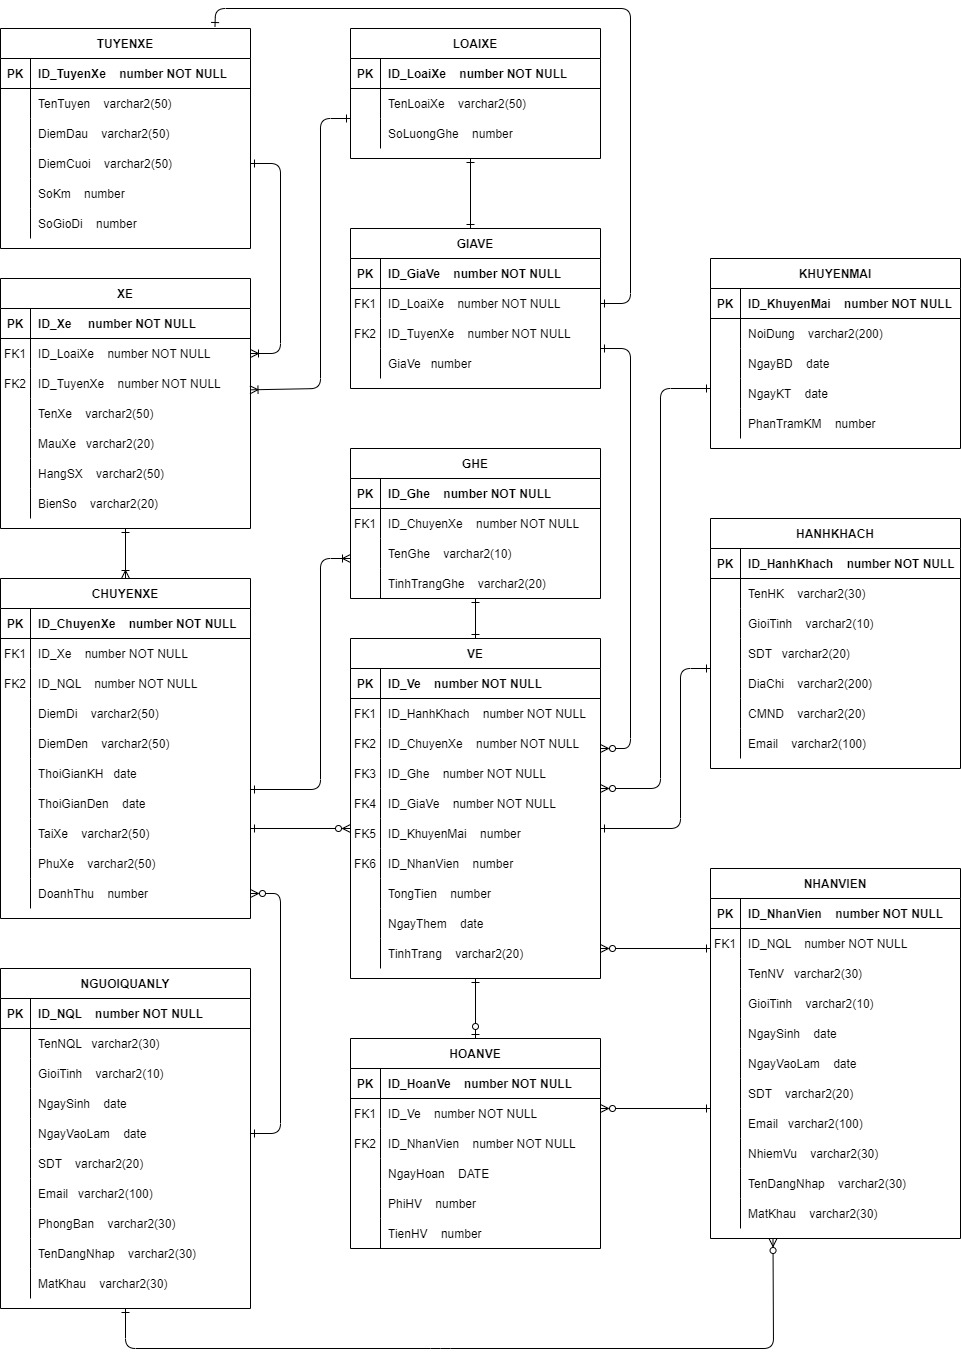 TUYENXE
PK ID_TuyenXe number NOT NULL
TenTuyen varchar2(50)
DiemDau varchar2(50)
DiemCuoi varchar2(50)
SoKm number
SoGioDi number
LOAIXE
PK ID_LoaiXe number NOT NULL
TenLoaiXe varchar2(50)
SoLuongGhe number
XE
PK ID_Xe number NOT NULL
FK1 ID_LoaiXe number NOT NULL
FK2 ID_TuyenXe number NOT NULL
TenXe varchar2(50)
MauXe varchar2(20)
HangSX varchar2(50)
BienSo varchar2(20)
GIAVE
PK ID_GiaVe number NOT NULL
FK1 ID_LoaiXe number NOT NULL
FK2 ID_TuyenXe number NOT NULL
GiaVe number
KHUYENMAI
PK ID_KhuyenMai number NOT NULL
NoiDung varchar2(200)
NgayBD date
NgayKT date
PhanTramKM number
GHE
PK ID_Ghe number NOT NULL
FK1 ID_ChuyenXe number NOT NULL
TenGhe varchar2(10)
TinhTrangGhe varchar2(20)
HANHKHACH
PK ID_HanhKhach number NOT NULL
TenHK varchar2(30)
GioiTinh varchar2(10)
SDT varchar2(20)
DiaChi varchar2(200)
CMND varchar2(20)
Email varchar2(100)
CHUYENXE
PK ID_ChuyenXe number NOT NULL
FK1 ID_Xe number NOT NULL
FK2 ID_NQL number NOT NULL
DiemDi varchar2(50)
DiemDen varchar2(50)
ThoiGianKH date
ThoiGianDen date
TaiXe varchar2(50)
PhuXe varchar2(50)
DoanhThu number
VE
PK ID_Ve number NOT NULL
FK1 ID_HanhKhach number NOT NULL
FK2 ID_ChuyenXe number NOT NULL
FK3 ID_Ghe number NOT NULL
FK4 ID_GiaVe number NOT NULL
FK5 ID_KhuyenMai number
FK6 ID_NhanVien number
TongTien number
NgayThem date
TinhTrang varchar2(20)
NHANVIEN
PK ID_NhanVien number NOT NULL
FK1 ID_NQL number NOT NULL
TenNV varchar2(30)
GioiTinh varchar2(10)
NgaySinh date
NgayVaoLam date
SDT varchar2(20)
Email varchar2(100)
NhiemVu varchar2(30)
TenDangNhap varchar2(30)
MatKhau varchar2(30)
NGUOIQUANLY
PK ID_NQL number NOT NULL
TenNQL varchar2(30)
GioiTinh varchar2(10)
NgaySinh date
NgayVaoLam date
SDT varchar2(20)
Email varchar2(100)
PhongBan varchar2(30)
TenDangNhap varchar2(30)
MatKhau varchar2(30)
HOANVE
PK ID_HoanVe number NOT NULL
FK1 ID_Ve number NOT NULL
FK2 ID_NhanVien number NOT NULL
NgayHoan DATE
PhiHV number
TienHV number